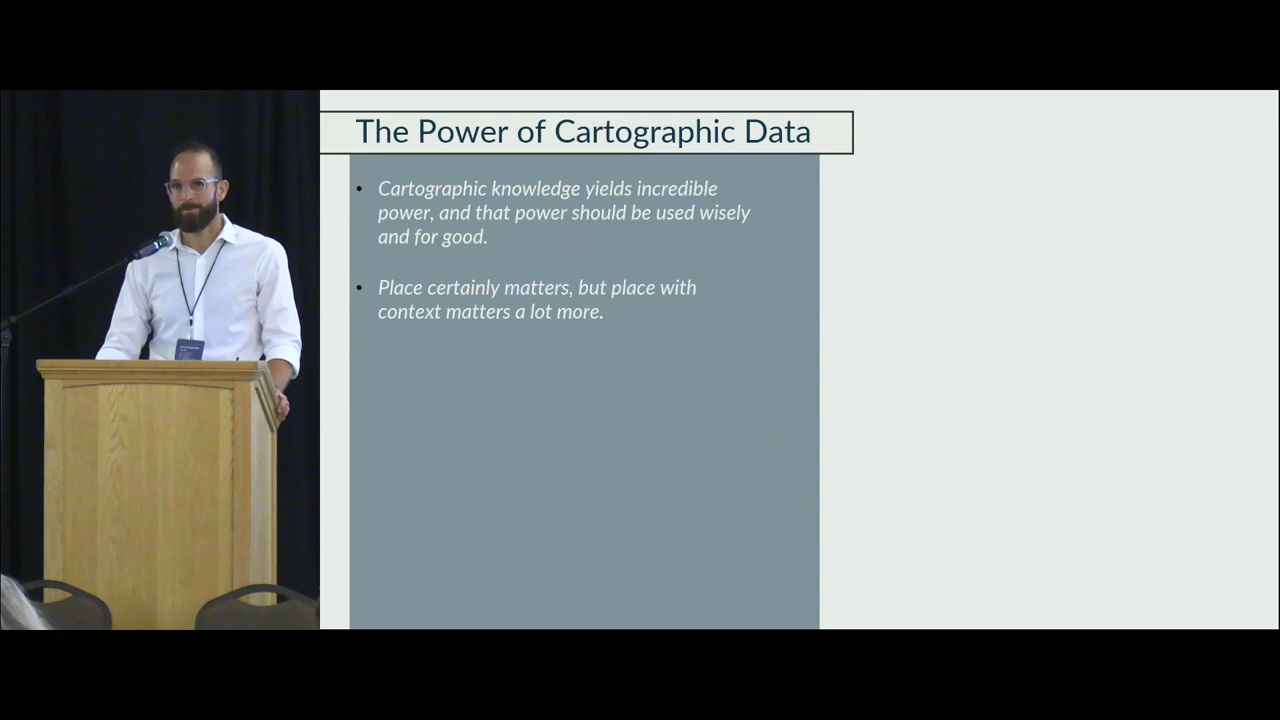 The Power of Cartographic Data
• Cartographic knowledge yields incredible
power, and that power should be used wisely
and for good.
• Place certainly matters, but place with
context matters a lot more.